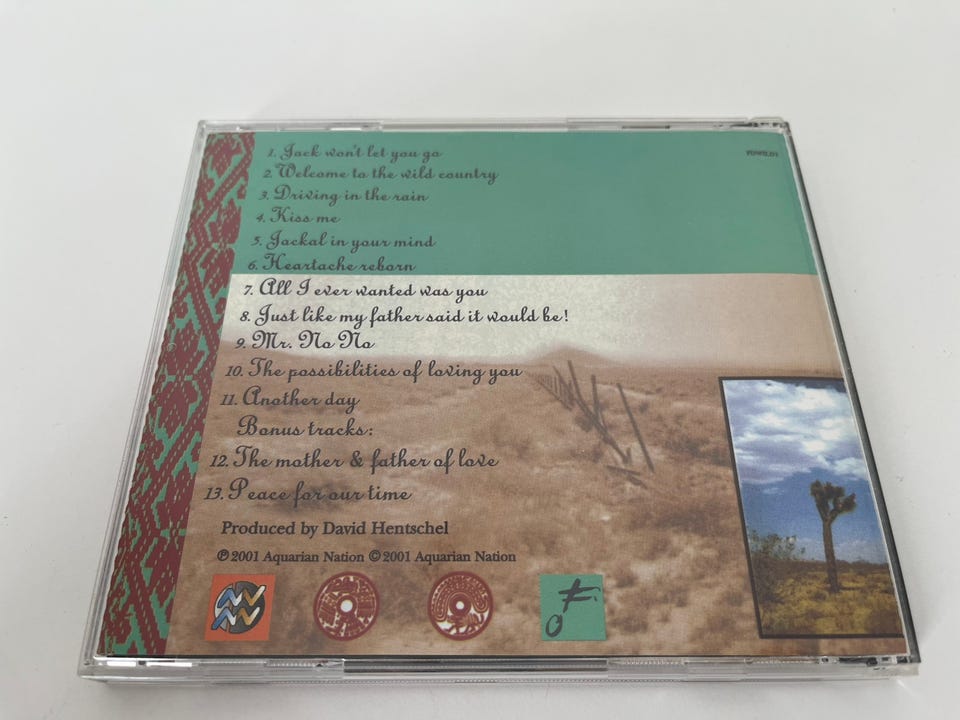 1. Jack won't let you go
2. Welcome to the wild country
3. Driving in the rain
4. Kiss me
5. Jackal in your mind
6. Heartache reborn
7. All I ever wanted was you
8. Just like my father said it would be!
9. Mr. No No
10. The possibilities of loving you
11. Another day
Bonus tracks:
12. The mother & father of love
13. Peace for our time
Produced by David Hentschel
℗ 2001 Aquarian Nation © 2001 Aquarian Nation